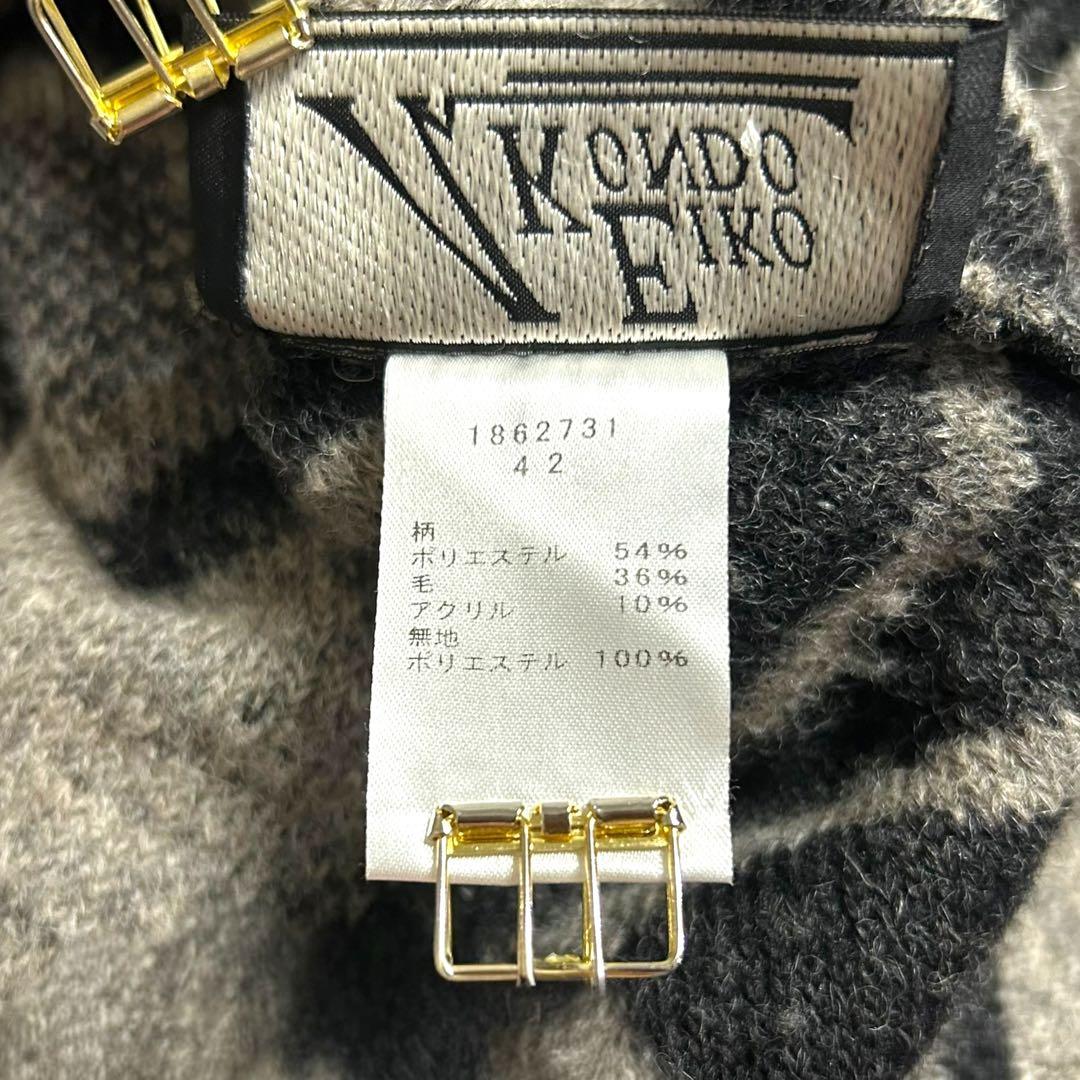 KONDO
EIKO
1862731
42
柄
ポリエステル 54%
毛 36%
アクリル 10%
無地
ポリエステル 100%